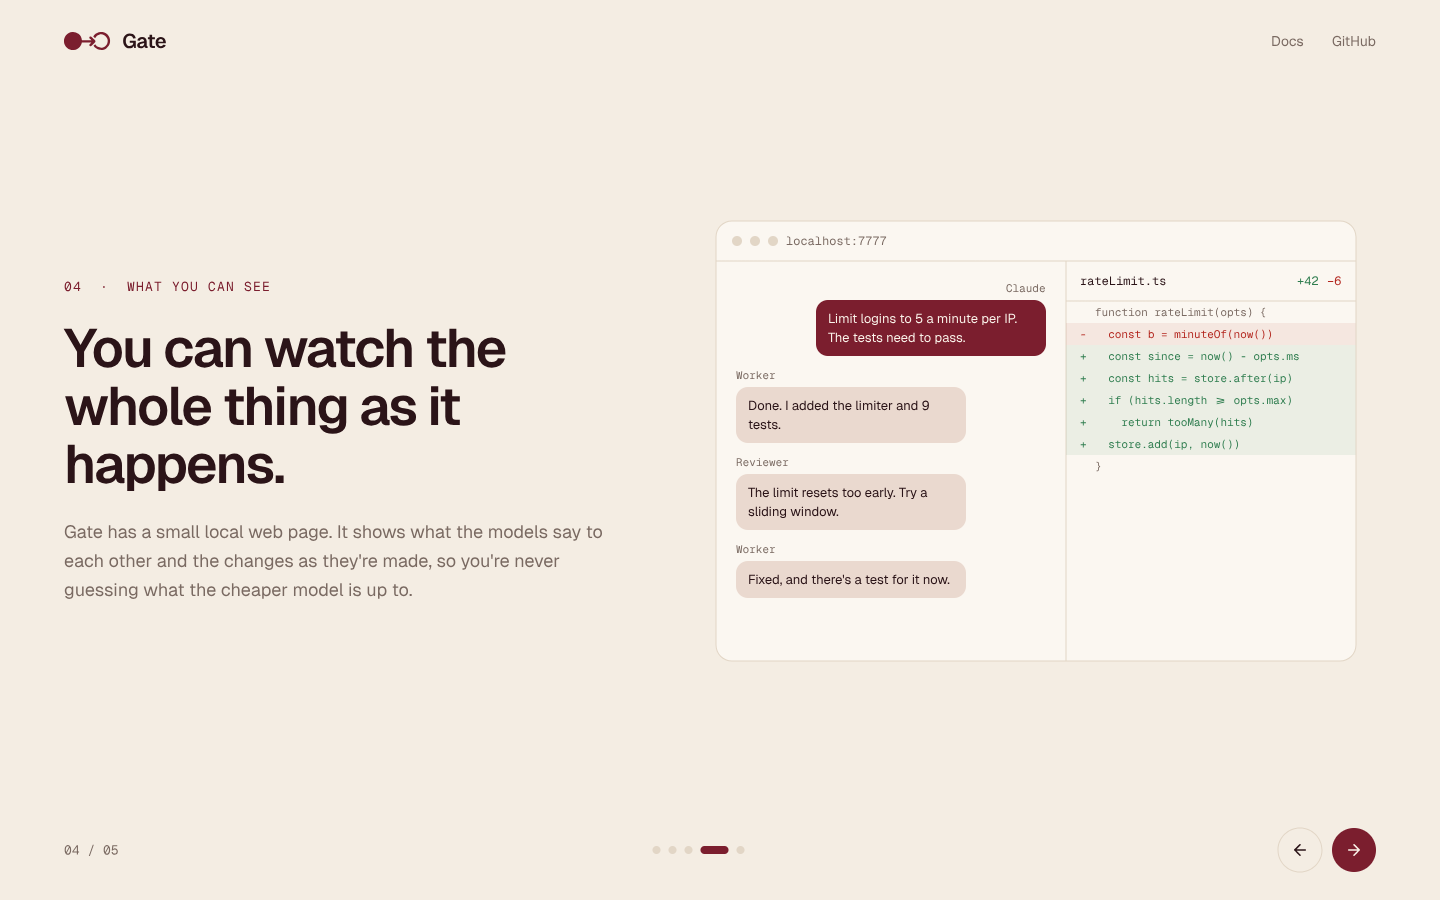 Gate
Docs
GitHub
04 · WHAT YOU CAN SEE
You can watch the
whole thing as it
happens.
Gate has a small local web page. It shows what the models say to
each other and the changes as they're made, so you're never
guessing what the cheaper model is up to.
localhost:7777
Claude
Limit logins to 5 a minute per IP.
The tests need to pass.
Worker
Done. I added the limiter and 9
tests.
Reviewer
The limit resets too early. Try a
sliding window.
Worker
Fixed, and there's a test for it now.
rateLimit.ts +42 −6
function rateLimit(opts) {
- const b = minuteOf(now())
+ const since = now() - opts.ms
+ const hits = store.after(ip)
+ if (hits.length ≥ opts.max)
+ return tooMany(hits)
+ store.add(ip, now())
}
04 / 05